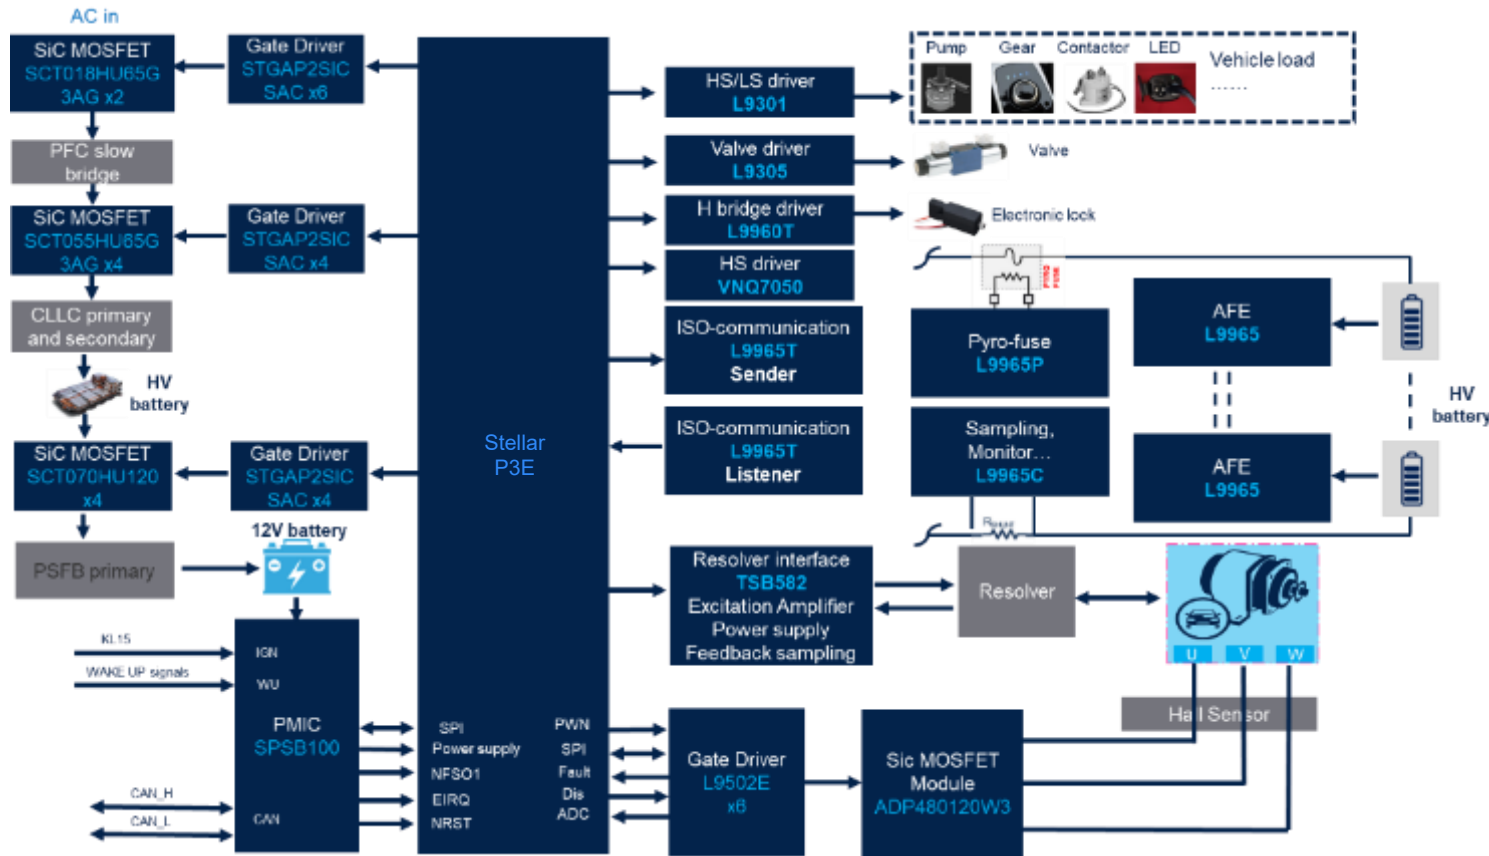 AC in
SiC MOSFET
SCT018HU65G
3AG x2
Gate Driver
STGAP2SIC
SAC x6
PFC slow
bridge
SiC MOSFET
SCT055HU65G
3AG x4
Gate Driver
STGAP2SIC
SAC x4
CLLC primary
and secondary
HV
battery
SiC MOSFET
SCT070HU120
x4
Gate Driver
STGAP2SIC
SAC x4
12V battery
PSFB primary
KL15
WAKE UP signals
CAN_H
CAN_L
IGN
WU
PMIC
SPSB100
CAN
Stellar
P3E
SPI
Power supply
NFSO1
EIRQ
NRST
PWN
SPI
Fault
Dis
ADC
HS/LS driver
L9301
Pump
Gear
Contactor
LED
Vehicle load
......
Valve driver
L9305
Valve
H bridge driver
L9960T
Electronic lock
HS driver
VNQ7050
ISO-communication
L9965T
Sender
ISO-communication
L9965T
Listener
PYRO
FUSE
Pyro-fuse
L9965P
Sampling,
Monitor...
L9965C
AFE
L9965
AFE
L9965
HV
battery
Resolver interface
TSB582
Excitation Amplifier
Power supply
Feedback sampling
Resolver
U V W
Hall Sensor
Gate Driver
L9502E
x6
Sic MOSFET
Module
ADP480120W3